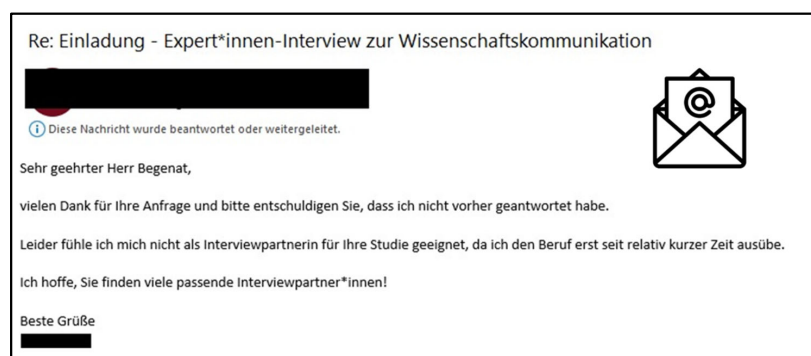 Re: Einladung - Expert*innen-Interview zur Wissenschaftskommunikation
Diese Nachricht wurde beantwortet oder weitergeleitet.
Sehr geehrter Herr Begenat,
vielen Dank für Ihre Anfrage und bitte entschuldigen Sie, dass ich nicht vorher geantwortet habe.
Leider fühle ich mich nicht als Interviewpartnerin für Ihre Studie geeignet, da ich den Beruf erst seit relativ kurzer Zeit ausübe.
Ich hoffe, Sie finden viele passende Interviewpartner*innen!
Beste Grüße